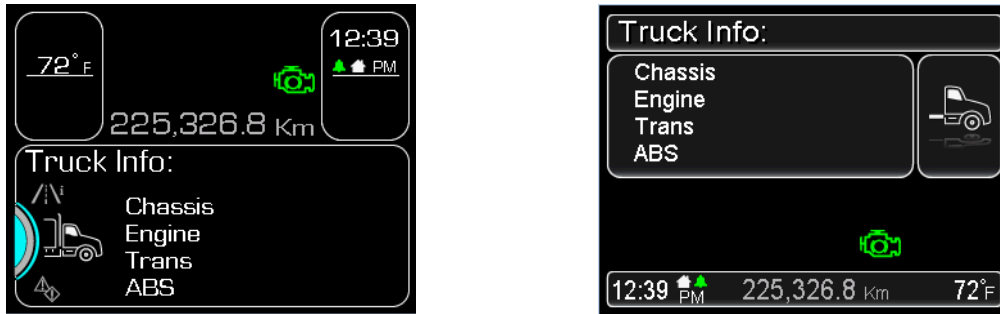 72°F
12:39
PM
225,326.8 Km
Truck Info:
i
Chassis
Engine
Trans
ABS
Truck Info:
Chassis
Engine
Trans
ABS
12:39 PM 225,326.8 Km 72°F